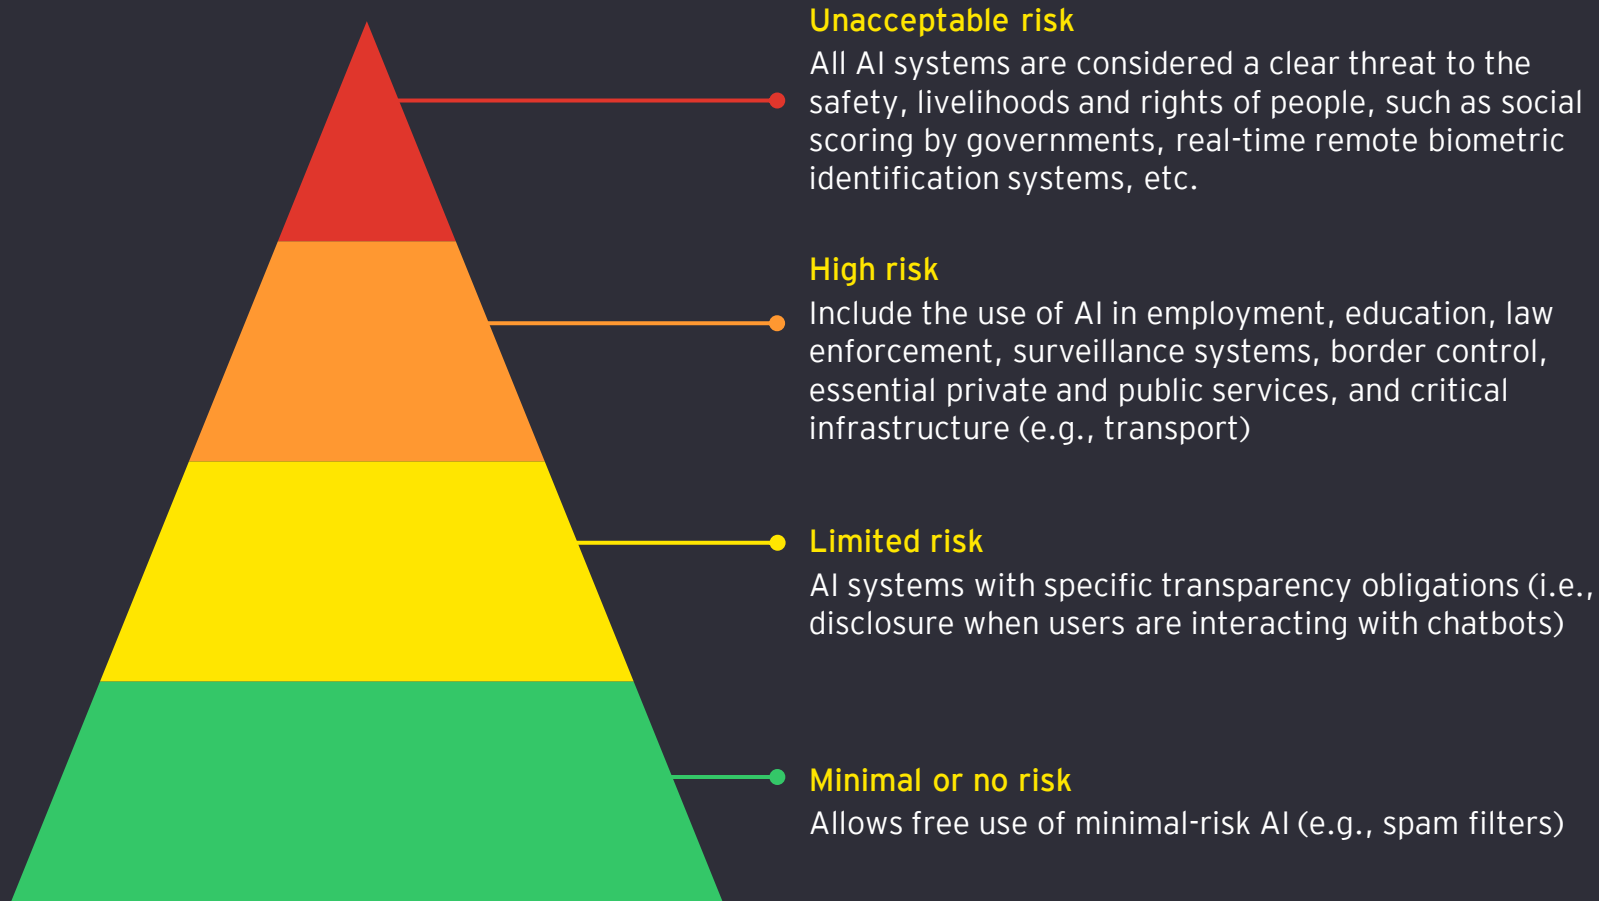 Unacceptable risk
All AI systems are considered a clear threat to the
safety, livelihoods and rights of people, such as social
scoring by governments, real-time remote biometric
identification systems, etc.
High risk
Include the use of AI in employment, education, law
enforcement, surveillance systems, border control,
essential private and public services, and critical
infrastructure (e.g., transport)
Limited risk
AI systems with specific transparency obligations (i.e.,
disclosure when users are interacting with chatbots)
Minimal or no risk
Allows free use of minimal-risk AI (e.g., spam filters)